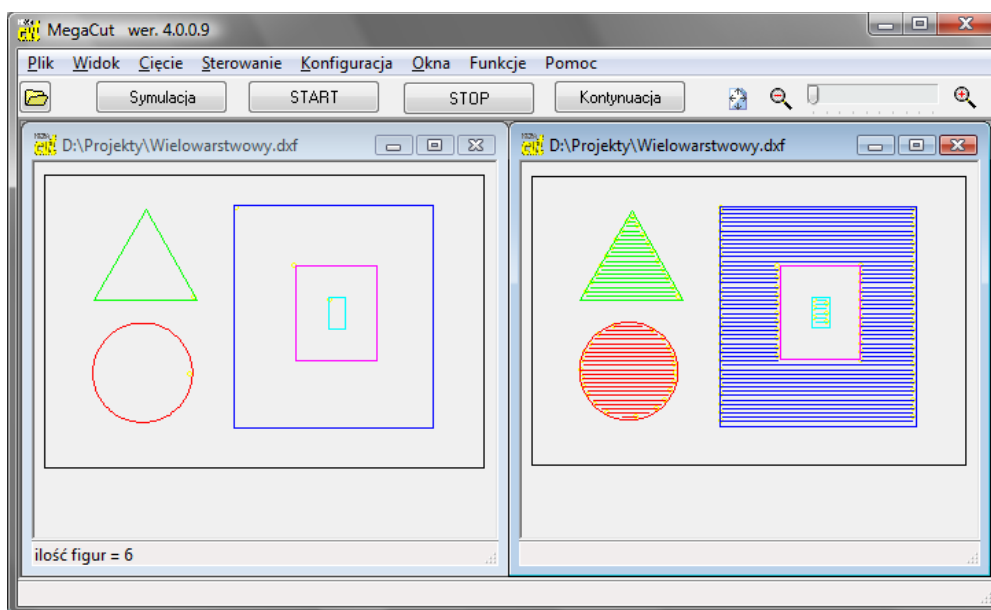 MegaCut wer. 4.0.0.9
Plik Widok Cięcie Sterowanie Konfiguracja Okna Funkcje Pomoc
Symulacja START STOP Kontynuacja
D:\Projekty\Wielowarstwowy.dxf
ilość figur = 6
D:\Projekty\Wielowarstwowy.dxf